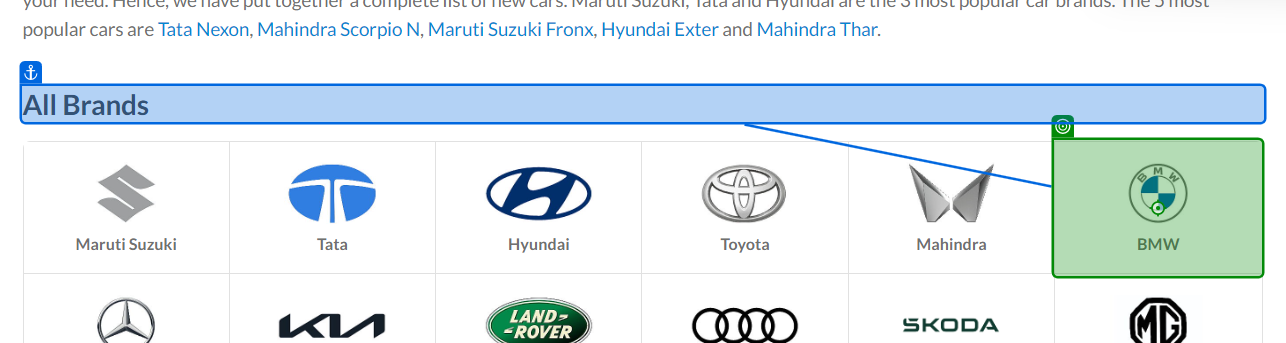 your need. Hence, we have put together a complete list of new cars. Maruti Suzuki, Tata and Hyundai are the 3 most popular car brands. The 5 most
popular cars are Tata Nexon, Mahindra Scorpio N, Maruti Suzuki Fronx, Hyundai Exter and Mahindra Thar.
All Brands
BMW
Maruti Suzuki Tata Hyundai Toyota Mahindra BMW
KIA LAND-
-ROVER ŠKODA MG